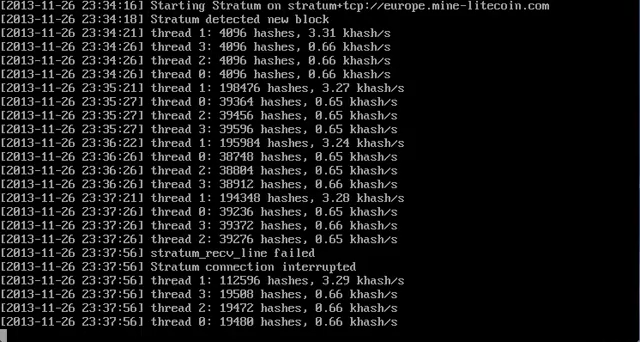 [2013-11-26 23:34:16] Starting Stratum on stratum+tcp://europe.mine-litecoin.com
[2013-11-26 23:34:18] Stratum detected new block
[2013-11-26 23:34:21] thread 1: 4096 hashes, 3.31 khash/s
[2013-11-26 23:34:26] thread 3: 4096 hashes, 0.66 khash/s
[2013-11-26 23:34:26] thread 2: 4096 hashes, 0.66 khash/s
[2013-11-26 23:34:26] thread 0: 4096 hashes, 0.66 khash/s
[2013-11-26 23:35:21] thread 1: 198476 hashes, 3.27 khash/s
[2013-11-26 23:35:27] thread 0: 39364 hashes, 0.65 khash/s
[2013-11-26 23:35:27] thread 2: 39456 hashes, 0.65 khash/s
[2013-11-26 23:35:27] thread 3: 39596 hashes, 0.66 khash/s
[2013-11-26 23:36:22] thread 1: 195984 hashes, 3.24 khash/s
[2013-11-26 23:36:26] thread 0: 38748 hashes, 0.65 khash/s
[2013-11-26 23:36:26] thread 2: 38804 hashes, 0.66 khash/s
[2013-11-26 23:36:26] thread 3: 38912 hashes, 0.66 khash/s
[2013-11-26 23:37:21] thread 1: 194348 hashes, 3.28 khash/s
[2013-11-26 23:37:26] thread 0: 39236 hashes, 0.65 khash/s
[2013-11-26 23:37:26] thread 3: 39372 hashes, 0.66 khash/s
[2013-11-26 23:37:26] thread 2: 39276 hashes, 0.65 khash/s
[2013-11-26 23:37:56] stratum_recv_line failed
[2013-11-26 23:37:56] Stratum connection interrupted
[2013-11-26 23:37:56] thread 1: 112596 hashes, 3.29 khash/s
[2013-11-26 23:37:56] thread 3: 19508 hashes, 0.66 khash/s
[2013-11-26 23:37:56] thread 2: 19472 hashes, 0.66 khash/s
[2013-11-26 23:37:56] thread 0: 19480 hashes, 0.66 khash/s